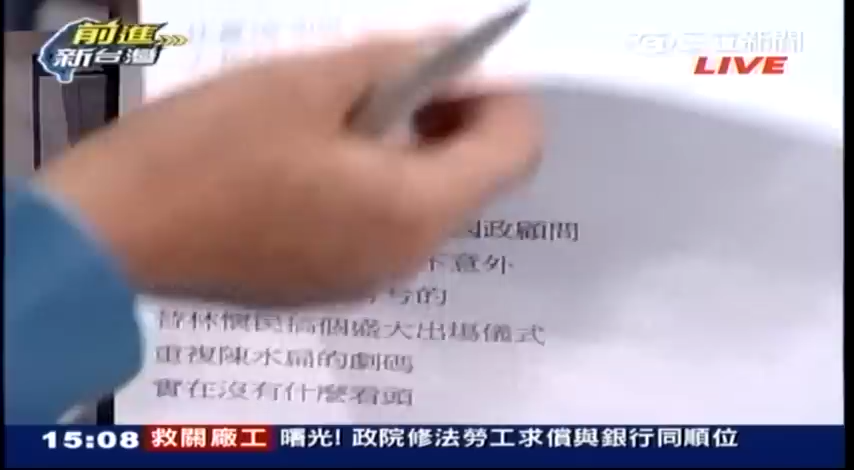 前進
新台灣
三立新聞
LIVE
政顧問
不意外
的
林懷民搞個盛大出場儀式
重複陳水扁的劇碼
實在沒有什麼看頭
15:08 救關廠工 曙光! 政院修法勞工求償與銀行同順位